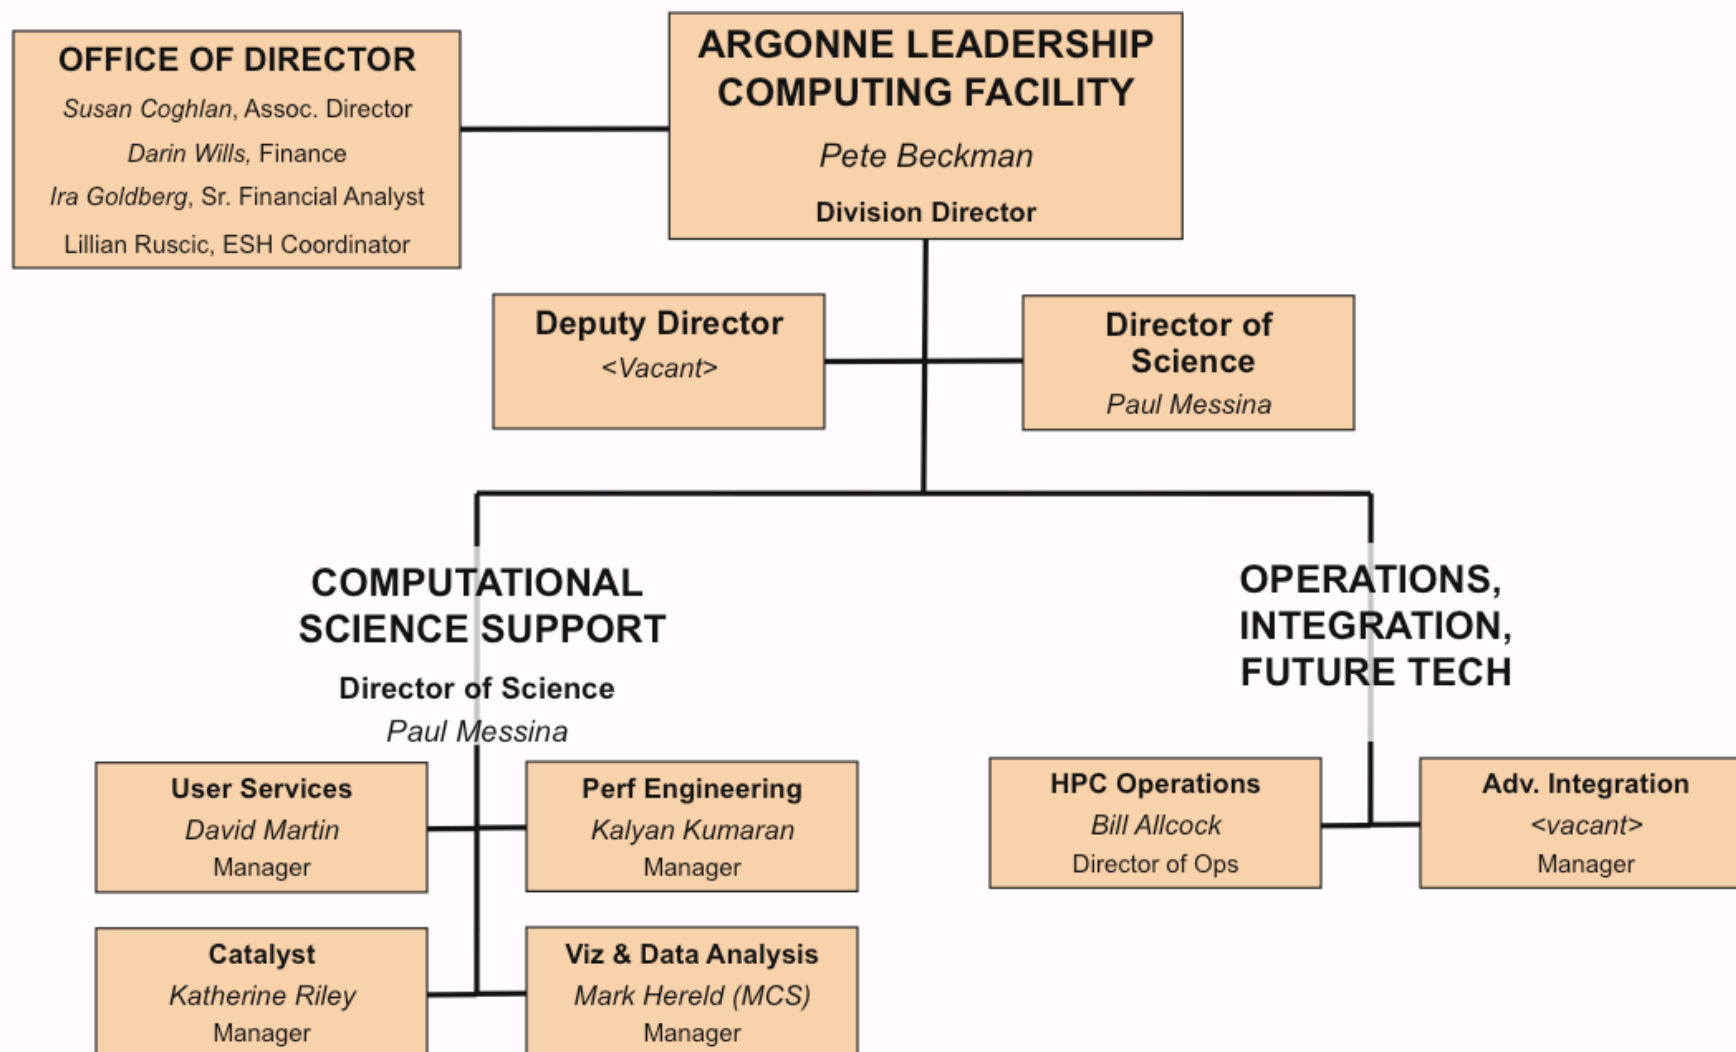 OFFICE OF DIRECTOR
Susan Coghlan, Assoc. Director
Darin Wills, Finance
Ira Goldberg, Sr. Financial Analyst
Lillian Ruscic, ESH Coordinator
ARGONNE LEADERSHIP
COMPUTING FACILITY
Pete Beckman
Division Director
Deputy Director
<Vacant>
Director of
Science
Paul Messina
COMPUTATIONAL
SCIENCE SUPPORT
Director of Science
Paul Messina
OPERATIONS,
INTEGRATION,
FUTURE TECH
User Services
David Martin
Manager
Perf Engineering
Kalyan Kumaran
Manager
HPC Operations
Bill Allcock
Director of Ops
Adv. Integration
<vacant>
Manager
Catalyst
Katherine Riley
Manager
Viz & Data Analysis
Mark Hereld (MCS)
Manager